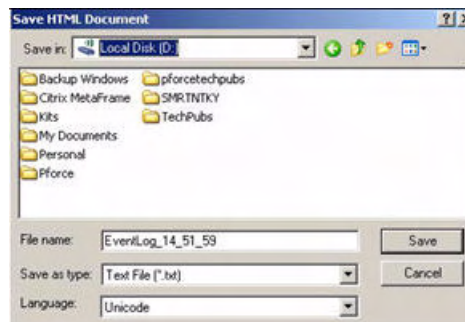 Save HTML Document
Save in: Local Disk (D:)
Backup Windows
Citrix MetaFrame
Kits
My Documents
Personal
Pforce
pforcetechpubs
SMRTNTKY
TechPubs
File name: EventLog_14_51_59 Save
Save as type: Text File (*.txt) Cancel
Language: Unicode